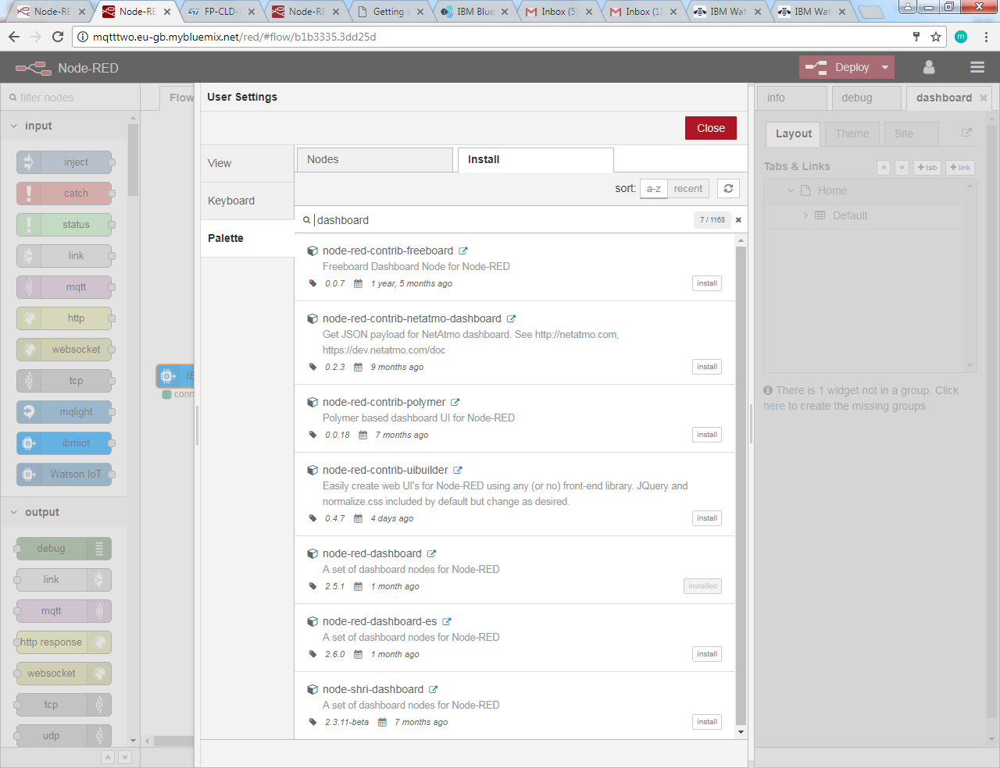 Node-RE
Node-RE
FP-CLD-
Node-RE
Getting s
IBM Blue
Inbox (5)
Inbox (1)
IBM Wat
IBM Wat
mqtttwo.eu-gb.mybluemix.net/red/#flow/b1b3335.3dd25d
m
Node-RED
Deploy
filter nodes
input
inject
catch
status
link
mqtt
http
websocket
tcp
mqlight
ibmiot
Watson IoT
output
debug
link
mqtt
http response
websocket
tcp
udp
Flow
conn
User Settings
Close
View
Keyboard
Palette
Nodes
Install
sort: a-z recent
dashboard
7 / 1168
node-red-contrib-freeboard
Freeboard Dashboard Node for Node-RED
0.0.7 1 year, 5 months ago install
node-red-contrib-netatmo-dashboard
Get JSON payload for NetAtmo dashboard. See http://netatmo.com,
https://dev.netatmo.com/doc
0.2.3 9 months ago install
node-red-contrib-polymer
Polymer based dashboard UI for Node-RED
0.0.18 7 months ago install
node-red-contrib-uibuilder
Easily create web UI's for Node-RED using any (or no) front-end library. JQuery and
normalize.css included by default but change as desired.
0.4.7 4 days ago install
node-red-dashboard
A set of dashboard nodes for Node-RED
2.5.1 1 month ago installed
node-red-dashboard-es
A set of dashboard nodes for Node-RED
2.6.0 1 month ago install
node-shri-dashboard
A set of dashboard nodes for Node-RED
2.3.11-beta 7 months ago install
info
debug
dashboard
Layout
Theme
Site
Tabs & Links
+ tab
+ link
Home
Default
There is 1 widget not in a group. Click
here to create the missing groups